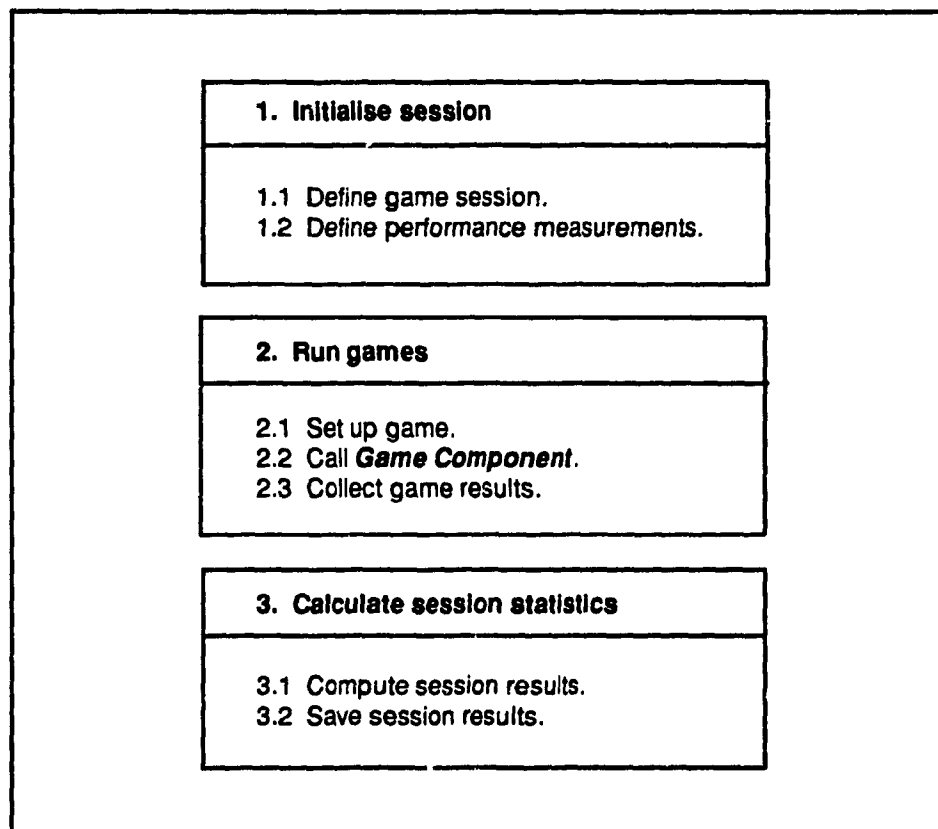 1. Initialise session
1.1 Define game session.
1.2 Define performance measurements.
2. Run games
2.1 Set up game.
2.2 Call Game Component.
2.3 Collect game results.
3. Calculate session statistics
3.1 Compute session results.
3.2 Save session results.